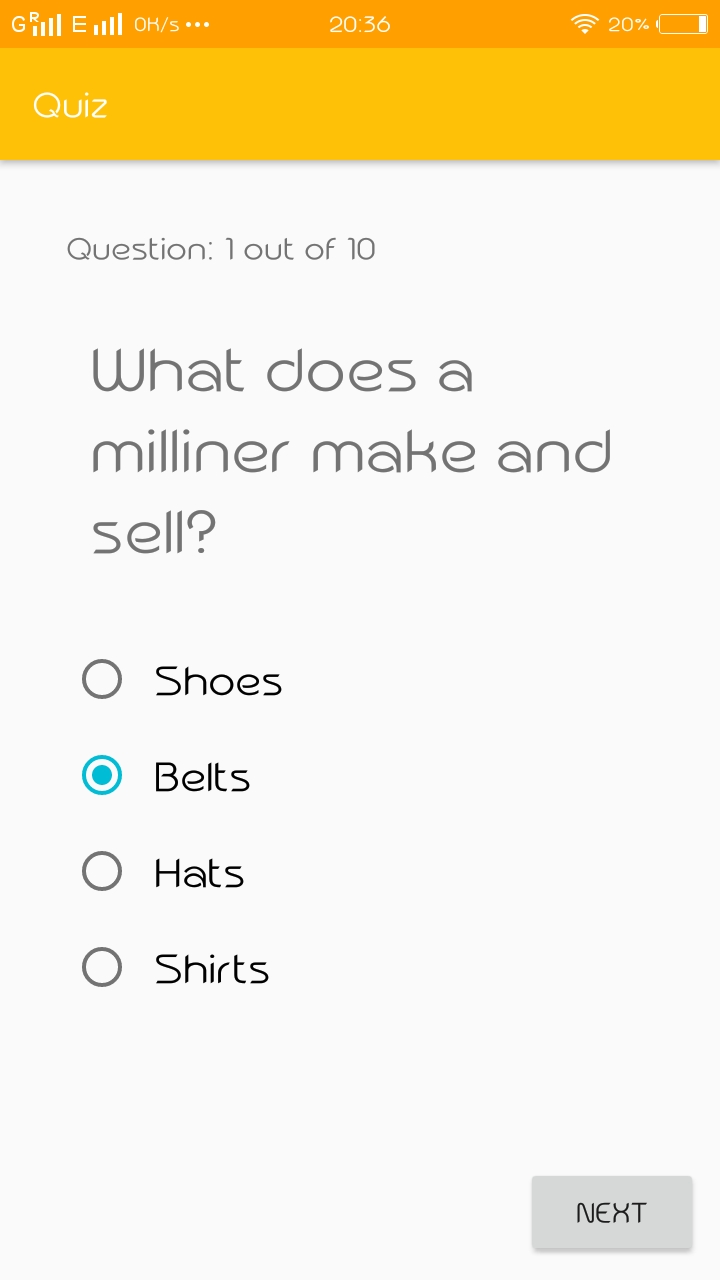 G R E 0K/s ••• 20:36 20%
Quiz
Question: 1 out of 10
What does a
milliner make and
sell?
Shoes
Belts
Hats
Shirts
NEXT